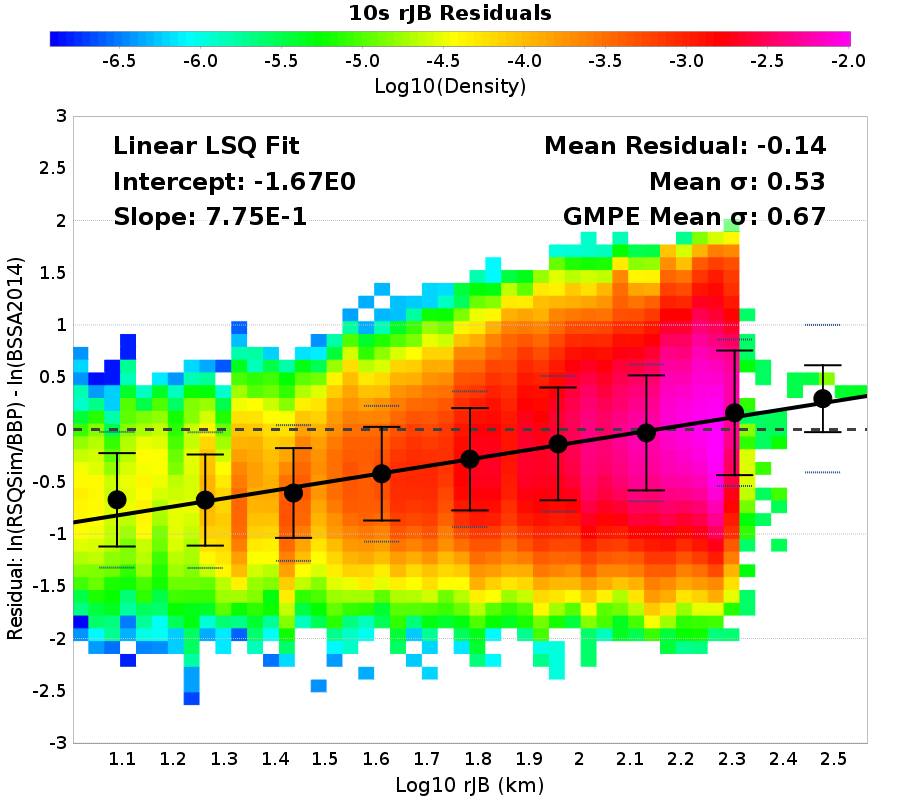 10s rJB Residuals
-6.5 -6.0 -5.5 -5.0 -4.5 -4.0 -3.5 -3.0 -2.5 -2.0
Log10(Density)
Linear LSQ Fit
Intercept: -1.67E0
Slope: 7.75E-1
Mean Residual: -0.14
Mean σ: 0.53
GMPE Mean σ: 0.67
Residual: ln(RSQSim/BBP) - ln(BSSA2014)
3
2.5
2
1.5
1
0.5
0
-0.5
-1
-1.5
-2
-2.5
-3
1.1 1.2 1.3 1.4 1.5 1.6 1.7 1.8 1.9 2 2.1 2.2 2.3 2.4 2.5
Log10 rJB (km)